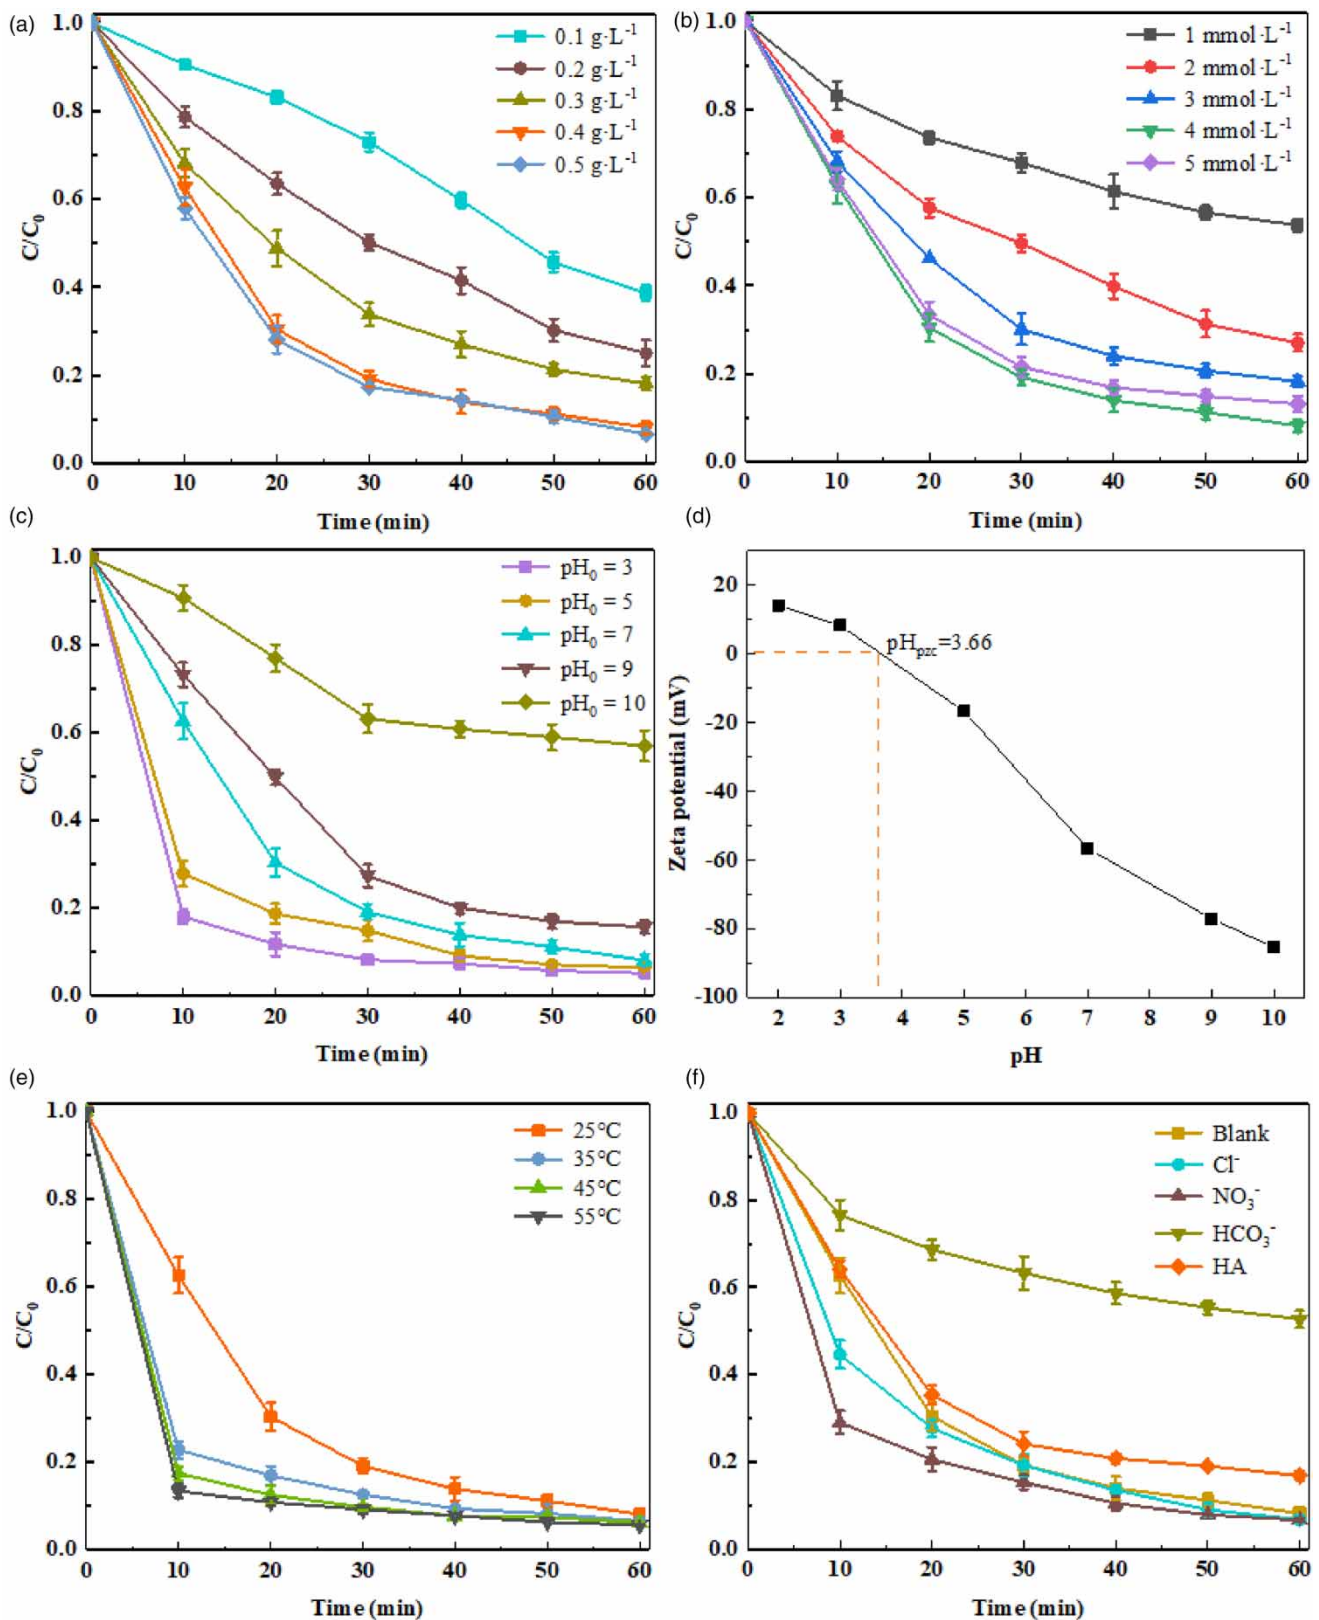 (a)
1.0
0.8
0.6
0.4
0.2
0.0
C/C₀
0.1 g·L⁻¹
0.2 g·L⁻¹
0.3 g·L⁻¹
0.4 g·L⁻¹
0.5 g·L⁻¹
0 10 20 30 40 50 60
Time (min)
(b)
1.0
0.8
0.6
0.4
0.2
0.0
C/C₀
1 mmol·L⁻¹
2 mmol·L⁻¹
3 mmol·L⁻¹
4 mmol·L⁻¹
5 mmol·L⁻¹
0 10 20 30 40 50 60
Time (min)
(c)
1.0
0.8
0.6
0.4
0.2
0.0
C/C₀
pH₀ = 3
pH₀ = 5
pH₀ = 7
pH₀ = 9
pH₀ = 10
0 10 20 30 40 50 60
Time (min)
(d)
20
0
-20
-40
-60
-80
-100
Zeta potential (mV)
pHpzc=3.66
2 3 4 5 6 7 8 9 10
pH
(e)
1.0
0.8
0.6
0.4
0.2
0.0
C/C₀
25°C
35°C
45°C
55°C
0 10 20 30 40 50 60
Time (min)
(f)
1.0
0.8
0.6
0.4
0.2
0.0
C/C₀
Blank
Cl⁻
NO₃⁻
HCO₃⁻
HA
0 10 20 30 40 50 60
Time (min)